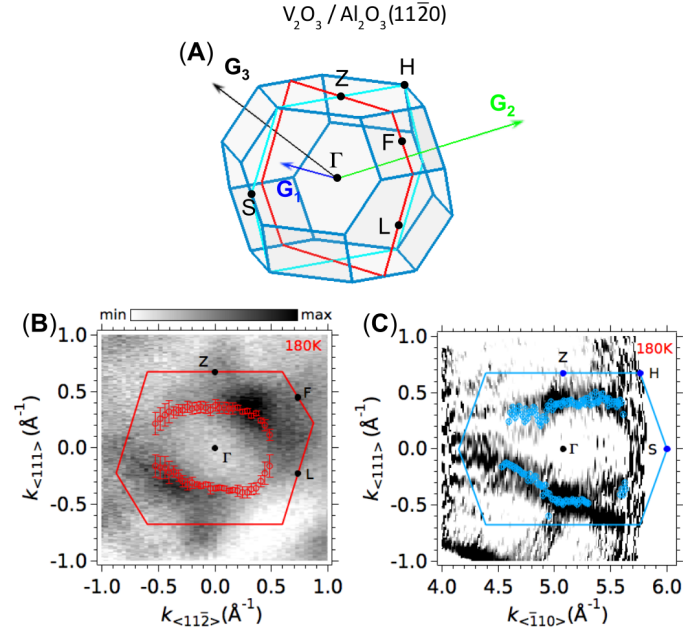 V₂O₃ / Al₂O₃(112̄0)
(A)
Z
H
G₃
G₂
F
Γ
G₁
S
L
(B)
min
max
(C)
1.0
0.5
0.0
-0.5
-1.0
k<111> (Å⁻¹)
180K
Z
F
Γ
L
-1.0 -0.5 0.0 0.5 1.0
k<112̄> (Å⁻¹)
1.0
0.5
0.0
-0.5
-1.0
k<111> (Å⁻¹)
180K
Z
H
Γ
S
4.0 4.5 5.0 5.5 6.0
k<1̄10> (Å⁻¹)